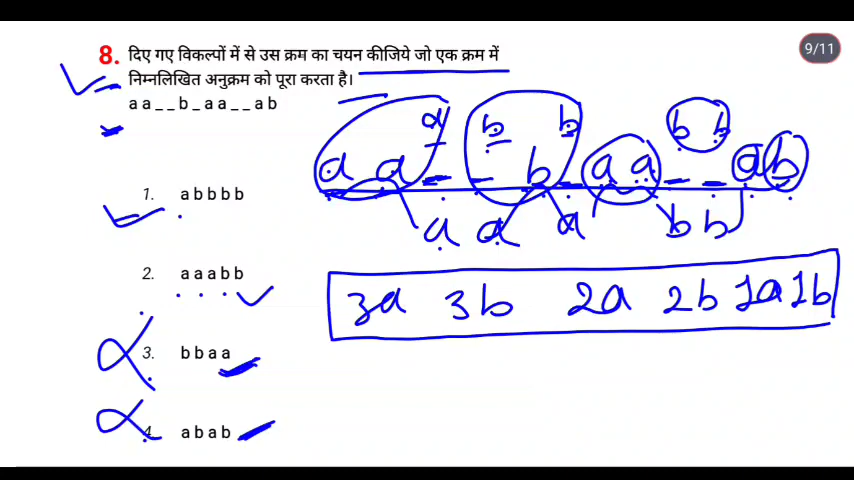 9/11
8. दिए गए विकल्पों में से उस क्रम का चयन कीजिये जो एक क्रम में
निम्नलिखित अनुक्रम को पूरा करता है।
a a _ _ b _ a a _ _ a b
a b b b b
a a _ _ b _ a a _ _ a b
a a a b b
1. a b b b b
2. a a a b b
3a 3b 2a 2b 1a 1b
3. b b a a
4. a b a b